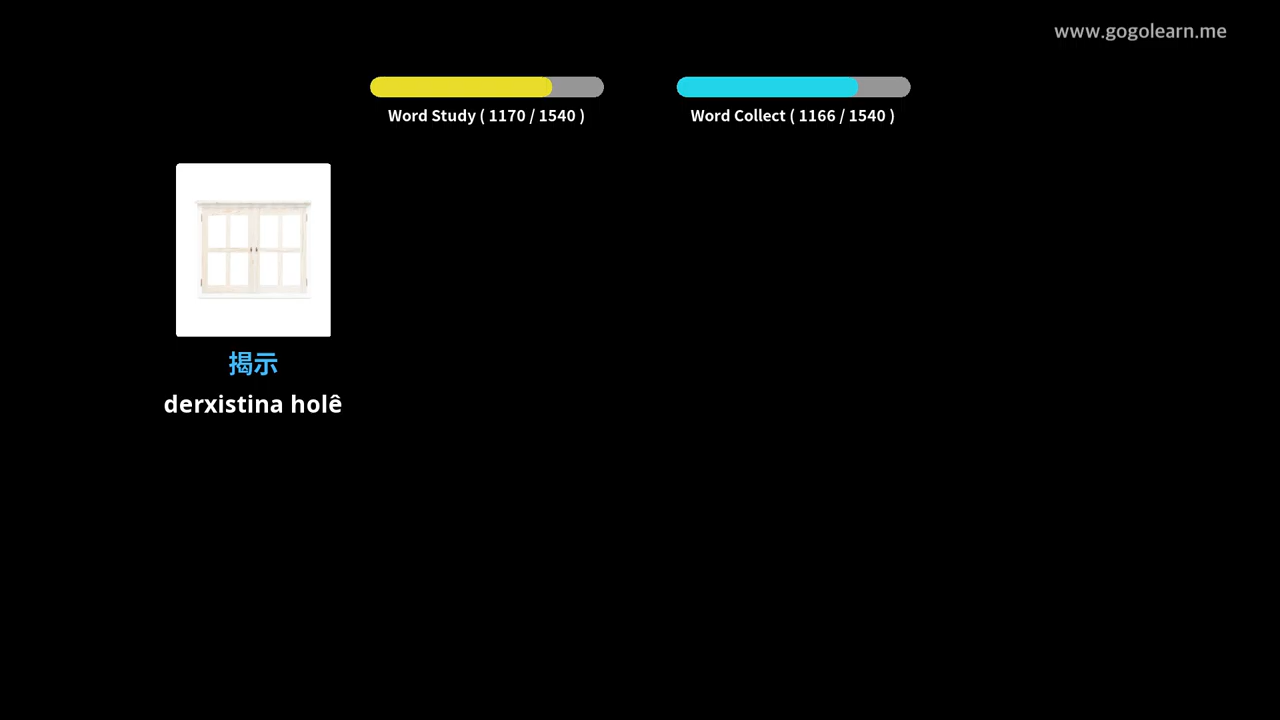 www.gogolearn.me
Word Study ( 1170 / 1540 )
Word Collect ( 1166 / 1540 )
揭示
derxistina holê